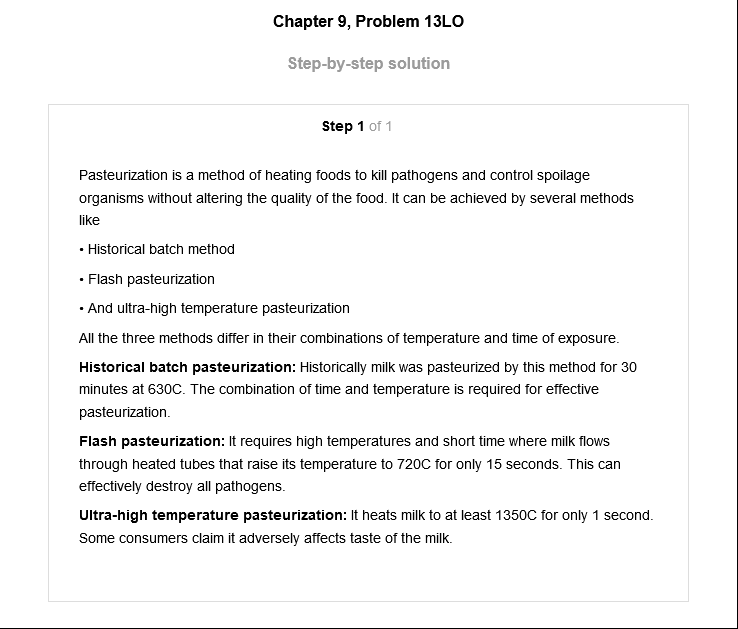 Chapter 9, Problem 13LO
Step-by-step solution
Step 1 of 1
Pasteurization is a method of heating foods to kill pathogens and control spoilage
organisms without altering the quality of the food. It can be achieved by several methods
like
• Historical batch method
• Flash pasteurization
• And ultra-high temperature pasteurization
All the three methods differ in their combinations of temperature and time of exposure.
Historical batch pasteurization: Historically milk was pasteurized by this method for 30
minutes at 630C. The combination of time and temperature is required for effective
pasteurization.
Flash pasteurization: It requires high temperatures and short time where milk flows
through heated tubes that raise its temperature to 720C for only 15 seconds. This can
effectively destroy all pathogens.
Ultra-high temperature pasteurization: It heats milk to at least 1350C for only 1 second.
Some consumers claim it adversely affects taste of the milk.